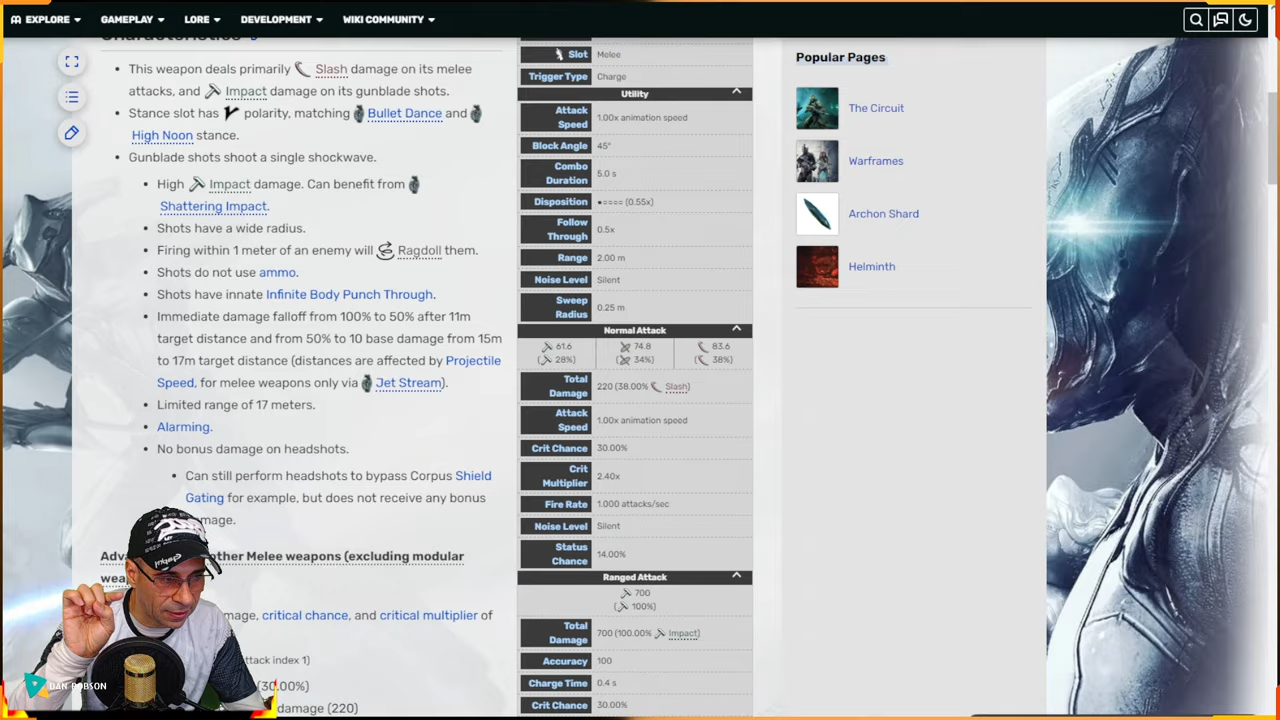 EXPLORE
GAMEPLAY
LORE
DEVELOPMENT
WIKI COMMUNITY
This weapon deals primarily Slash damage on its melee
attacks, and Impact damage on its gunblade shots.
Stance slot has polarity, matching Bullet Dance and
High Noon stance.
Gunblade shots shoot a single shockwave.
High Impact damage. Can benefit from
Shattering Impact.
Shots have a wide radius.
Firing within 1 meter of an enemy will Ragdoll them.
Shots do not use ammo.
Shots have innate Infinite Body Punch Through.
Immediate damage falloff from 100% to 50% after 11m
target distance and from 50% to 10 base damage from 15m
to 17m target distance (distances are affected by Projectile
Speed, for melee weapons only via Jet Stream).
Limited range of 17 meters.
Alarming.
No bonus damage on headshots.
Can still perform headshots to bypass Corpus Shield
Gating for example, but does not receive any bonus
other Melee weapons (excluding modular
critical chance, and critical multiplier of
attack index 1)
(30.00%)
damage (220)
DAN ROBSON
Slot Melee
Trigger Type Charge
Utility
Attack
Speed 1.00x animation speed
Block Angle 45°
Combo
Duration 5.0 s
Disposition (0.55x)
Follow
Through 0.5x
Range 2.00 m
Noise Level Silent
Sweep
Radius 0.25 m
Normal Attack
61.6 74.8 83.6
(28%) (34%) (38%)
Total
Damage 220 (38.00% Slash)
Attack
Speed 1.00x animation speed
Crit Chance 30.00%
Crit
Multiplier 2.40x
Fire Rate 1.000 attacks/sec
Noise Level Silent
Status
Chance 14.00%
Ranged Attack
700
(100%)
Total
Damage 700 (100.00% Impact)
Accuracy 100
Charge Time 0.4 s
Crit Chance 30.00%
Popular Pages
The Circuit
Warframes
Archon Shard
Helminth